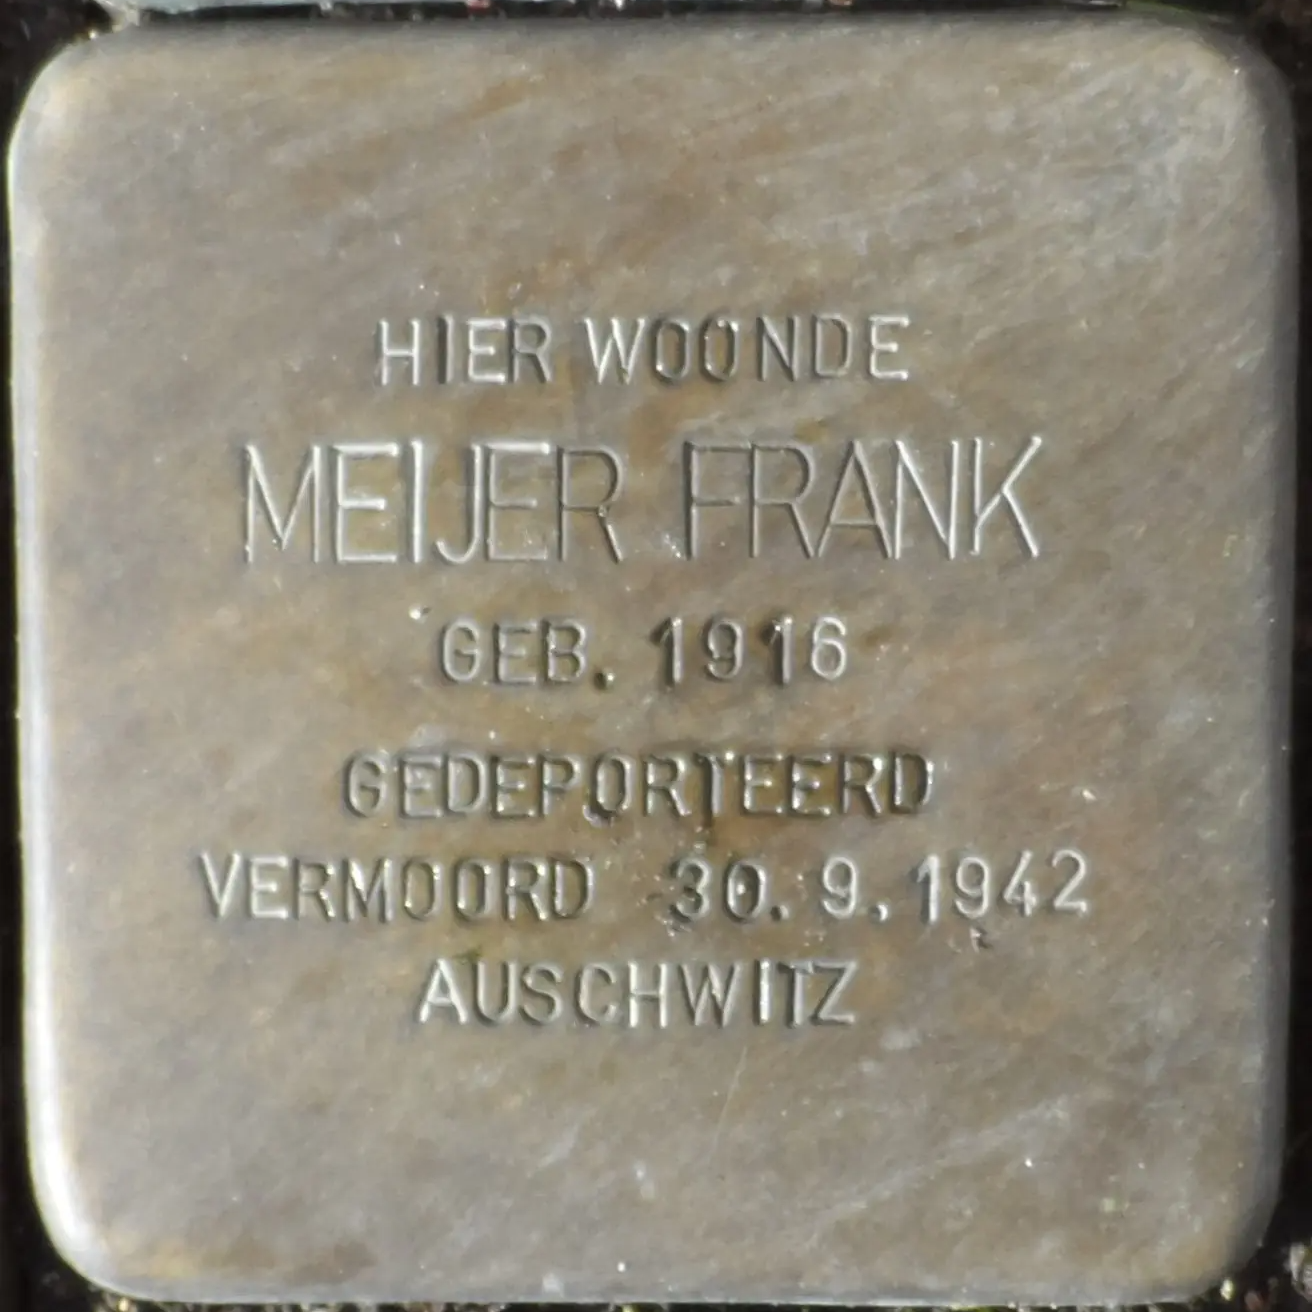 HIER WOONDE
MEIJER FRANK
GEB. 1916
GEDEPORTEERD
VERMOORD 30.9.1942
AUSCHWITZ